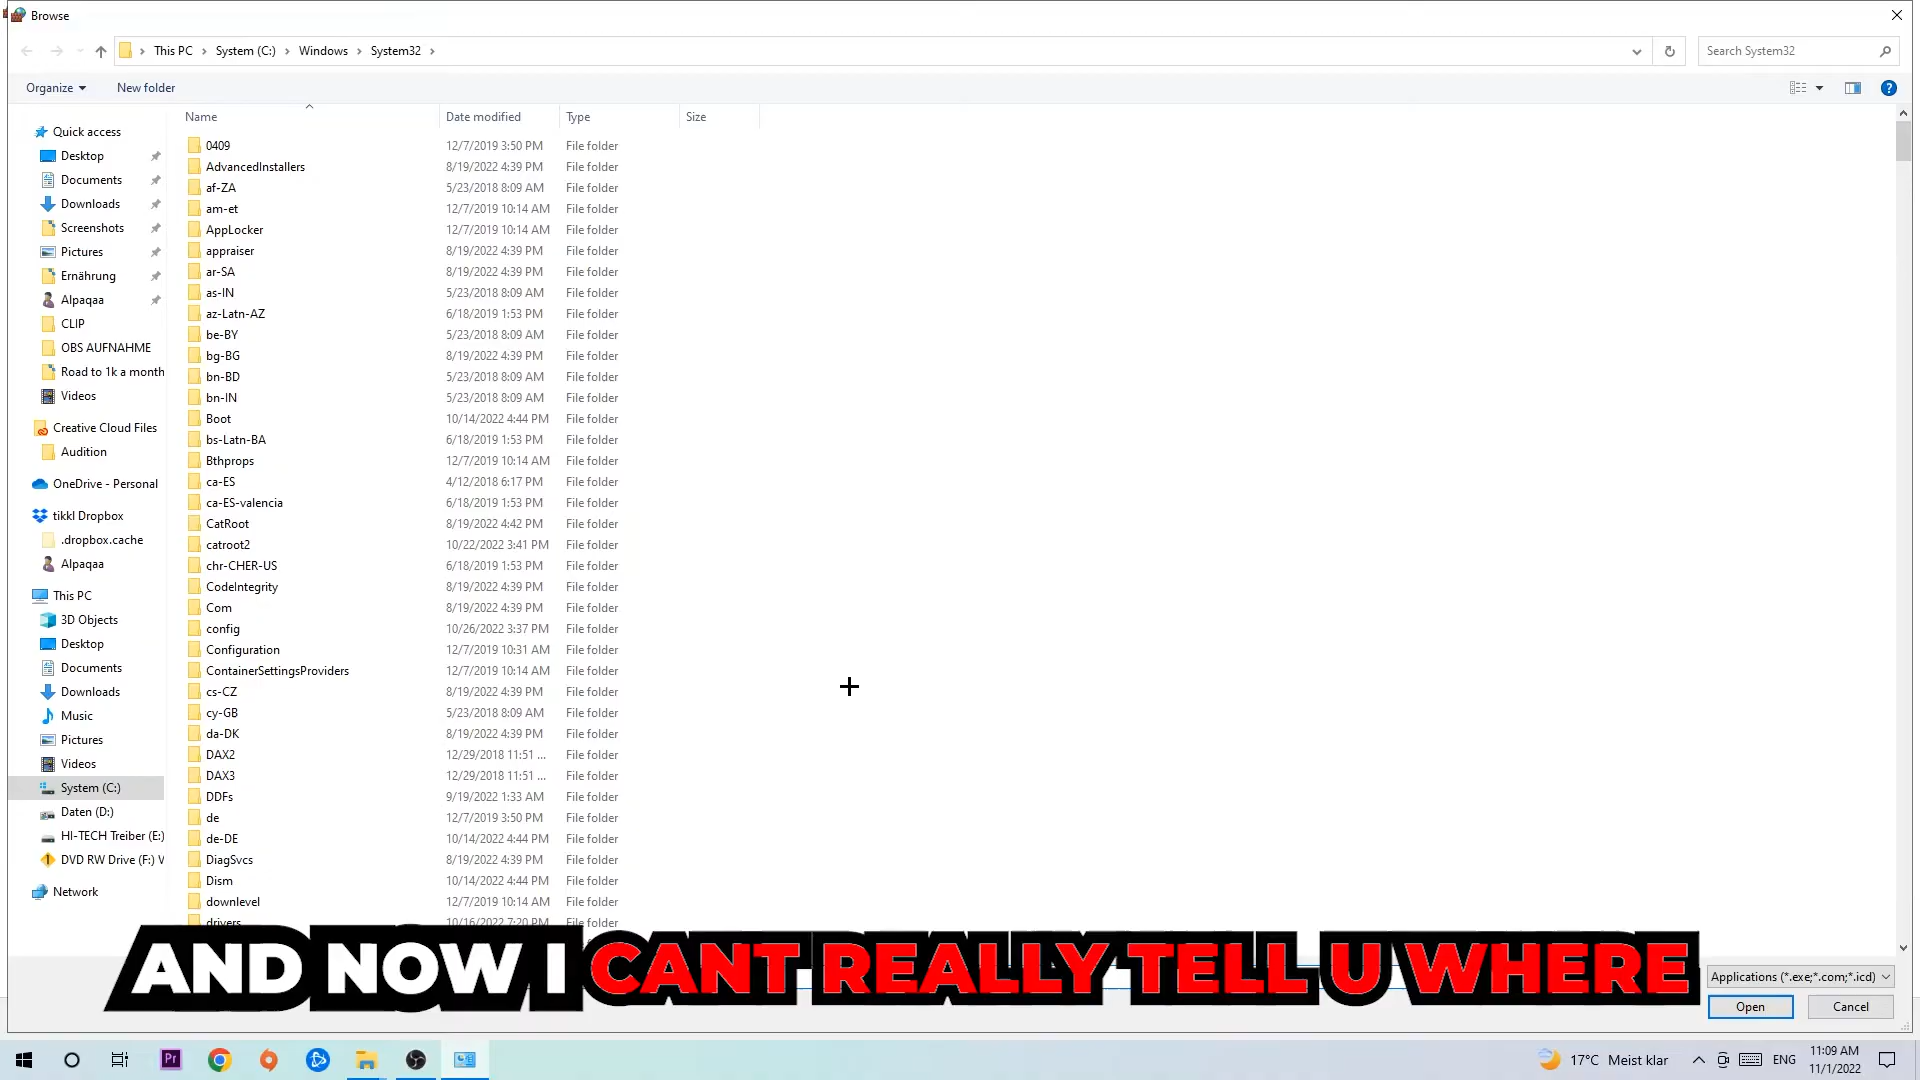 Browse
This PC > System (C:) > Windows > System32 >
Search System32
Organize
New folder
Name Date modified Type Size
Quick access
Desktop
Documents
Downloads
Screenshots
Pictures
Ernährung
Alpaqaa
CLIP
OBS AUFNAHME
Road to 1k a month
Videos
Creative Cloud Files
Audition
OneDrive - Personal
tikkl Dropbox
.dropbox.cache
Alpaqaa
This PC
3D Objects
Desktop
Documents
Downloads
Music
Pictures
Videos
System (C:)
Daten (D:)
HI-TECH Treiber (E:)
DVD RW Drive (F:) V
Network
0409 12/7/2019 3:50 PM File folder
AdvancedInstallers 8/19/2022 4:39 PM File folder
af-ZA 5/23/2018 8:09 AM File folder
am-et 12/7/2019 10:14 AM File folder
AppLocker 12/7/2019 10:14 AM File folder
appraiser 8/19/2022 4:39 PM File folder
ar-SA 8/19/2022 4:39 PM File folder
as-IN 5/23/2018 8:09 AM File folder
az-Latn-AZ 6/18/2019 1:53 PM File folder
be-BY 5/23/2018 8:09 AM File folder
bg-BG 8/19/2022 4:39 PM File folder
bn-BD 5/23/2018 8:09 AM File folder
bn-IN 5/23/2018 8:09 AM File folder
Boot 10/14/2022 4:44 PM File folder
bs-Latn-BA 6/18/2019 1:53 PM File folder
Bthprops 12/7/2019 10:14 AM File folder
ca-ES 4/12/2018 6:17 PM File folder
ca-ES-valencia 6/18/2019 1:53 PM File folder
CatRoot 8/19/2022 4:42 PM File folder
catroot2 10/22/2022 3:41 PM File folder
chr-CHER-US 6/18/2019 1:53 PM File folder
CodeIntegrity 8/19/2022 4:39 PM File folder
Com 8/19/2022 4:39 PM File folder
config 10/26/2022 3:37 PM File folder
Configuration 12/7/2019 10:31 AM File folder
ContainerSettingsProviders 12/7/2019 10:14 AM File folder
cs-CZ 8/19/2022 4:39 PM File folder
cy-GB 5/23/2018 8:09 AM File folder
da-DK 8/19/2022 4:39 PM File folder
DAX2 12/29/2018 11:51 ... File folder
DAX3 12/29/2018 11:51 ... File folder
DDFs 9/19/2022 1:33 AM File folder
de 12/7/2019 3:50 PM File folder
de-DE 10/14/2022 4:44 PM File folder
DiagSvcs 8/19/2022 4:39 PM File folder
Dism 10/14/2022 4:44 PM File folder
downlevel 12/7/2019 10:14 AM File folder
drivers 10/16/2022 7:20 PM File folder
AND NOW I CANT REALLY TELL U WHERE
Applications (*.exe;*.com;*.icd)
Open
Cancel
Pr
17°C Meist klar
ENG
11:09 AM
11/1/2022